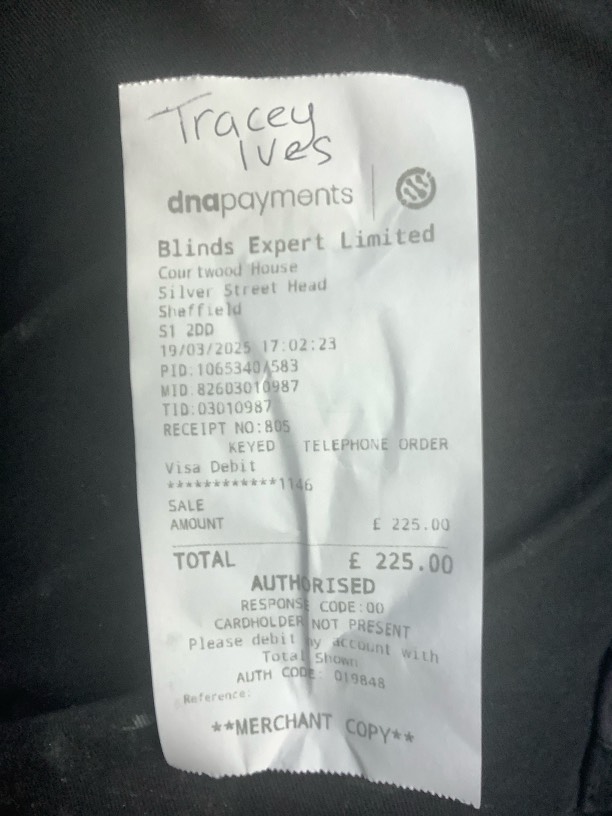 Tracey
Ives
dnapayments
Blinds Expert Limited
Courtwood House
Silver Street Head
Sheffield
S1 2DD
19/03/2025 17:02:23
PID:10653404583
MID:82603010987
TID:03010987
RECEIPT NO:805
KEYED TELEPHONE ORDER
Visa Debit
************1146
SALE
AMOUNT £ 225.00
TOTAL £ 225.00
AUTHORISED
RESPONSE CODE:00
CARDHOLDER NOT PRESENT
Please debit my account with
Total Shown
AUTH CODE: 019848
Reference:
**MERCHANT COPY**